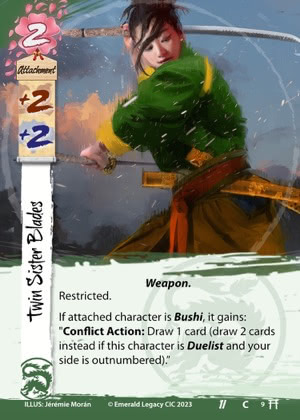 2
Attachment
+2
+2
Twin Sister Blades
Weapon.
Restricted.
If attached character is Bushi, it gains:
"Conflict Action: Draw 1 card (draw 2 cards
instead if this character is Duelist and your
side is outnumbered)."
ILLUS: Jérémie Morán © Emerald Legacy CIC 2023 C 9